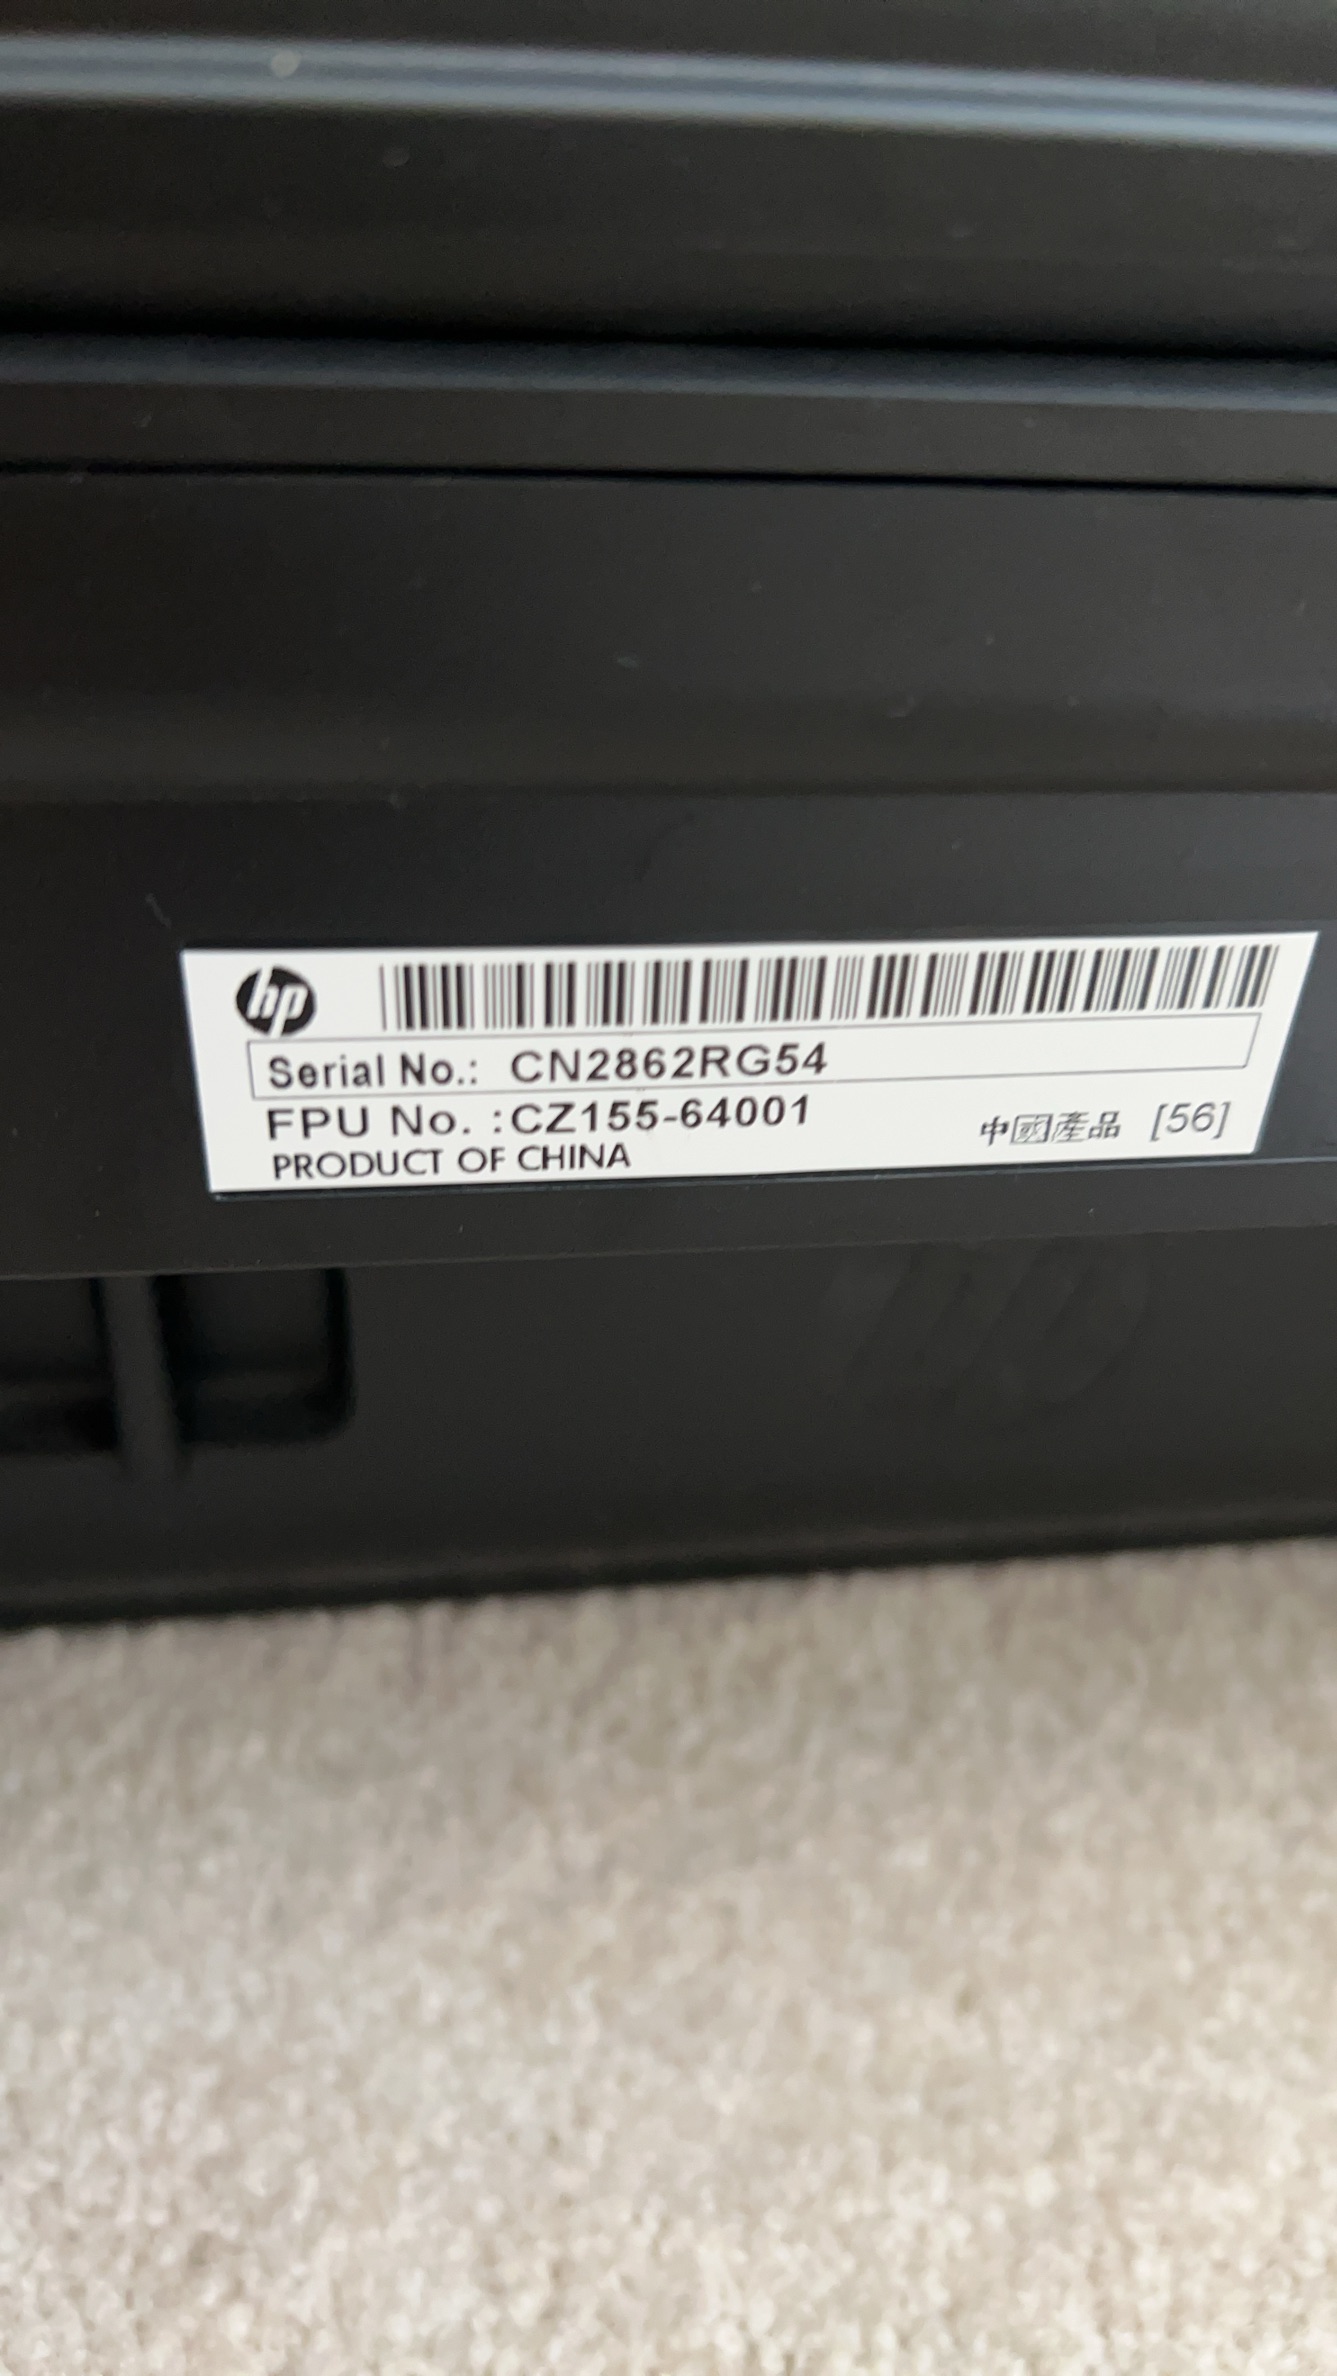 hp
Serial No.: CN2862RG54
FPU No. :CZ155-64001
PRODUCT OF CHINA
中國產品 [56]